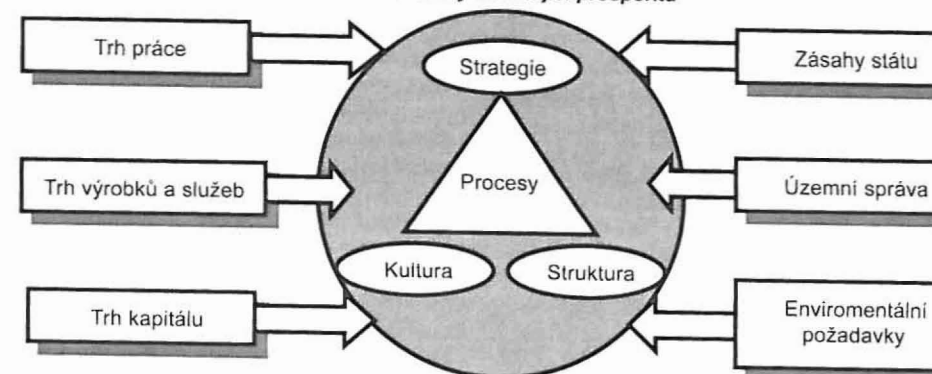 Trh práce
Strategie
Zásahy státu
Trh výrobků a služeb
Procesy
Územní správa
Kultura
Struktura
Trh kapitálu
Enviromentální
požadavky